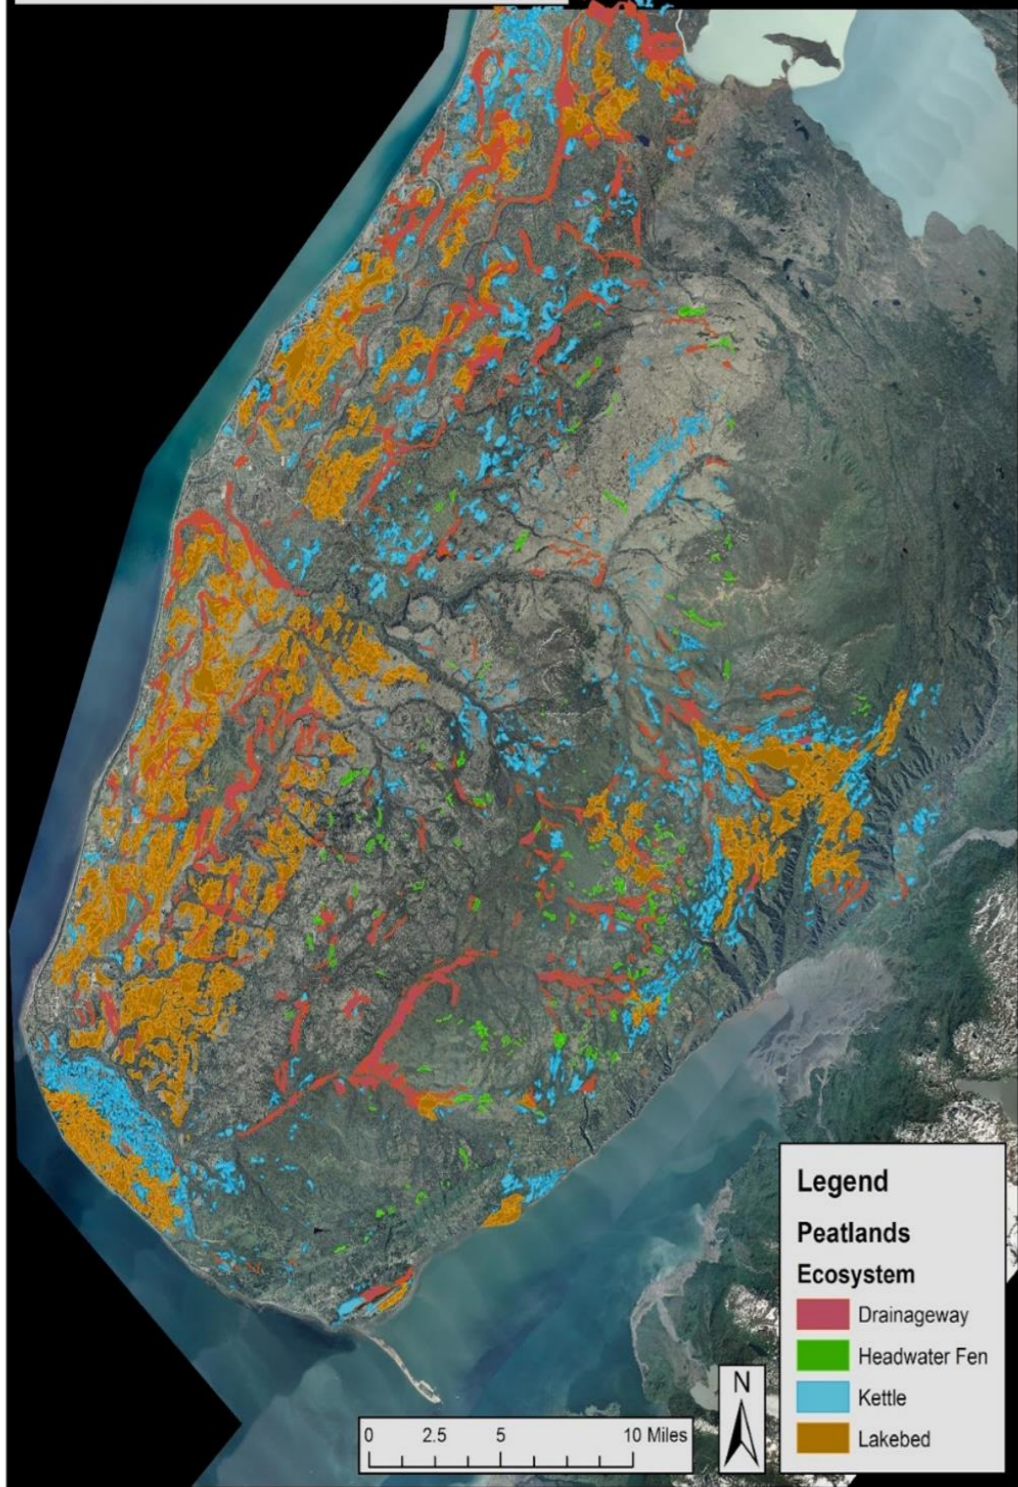 Legend
Peatlands
Ecosystem
Drainageway
Headwater Fen
Kettle
Lakebed
N
0 2.5 5 10 Miles